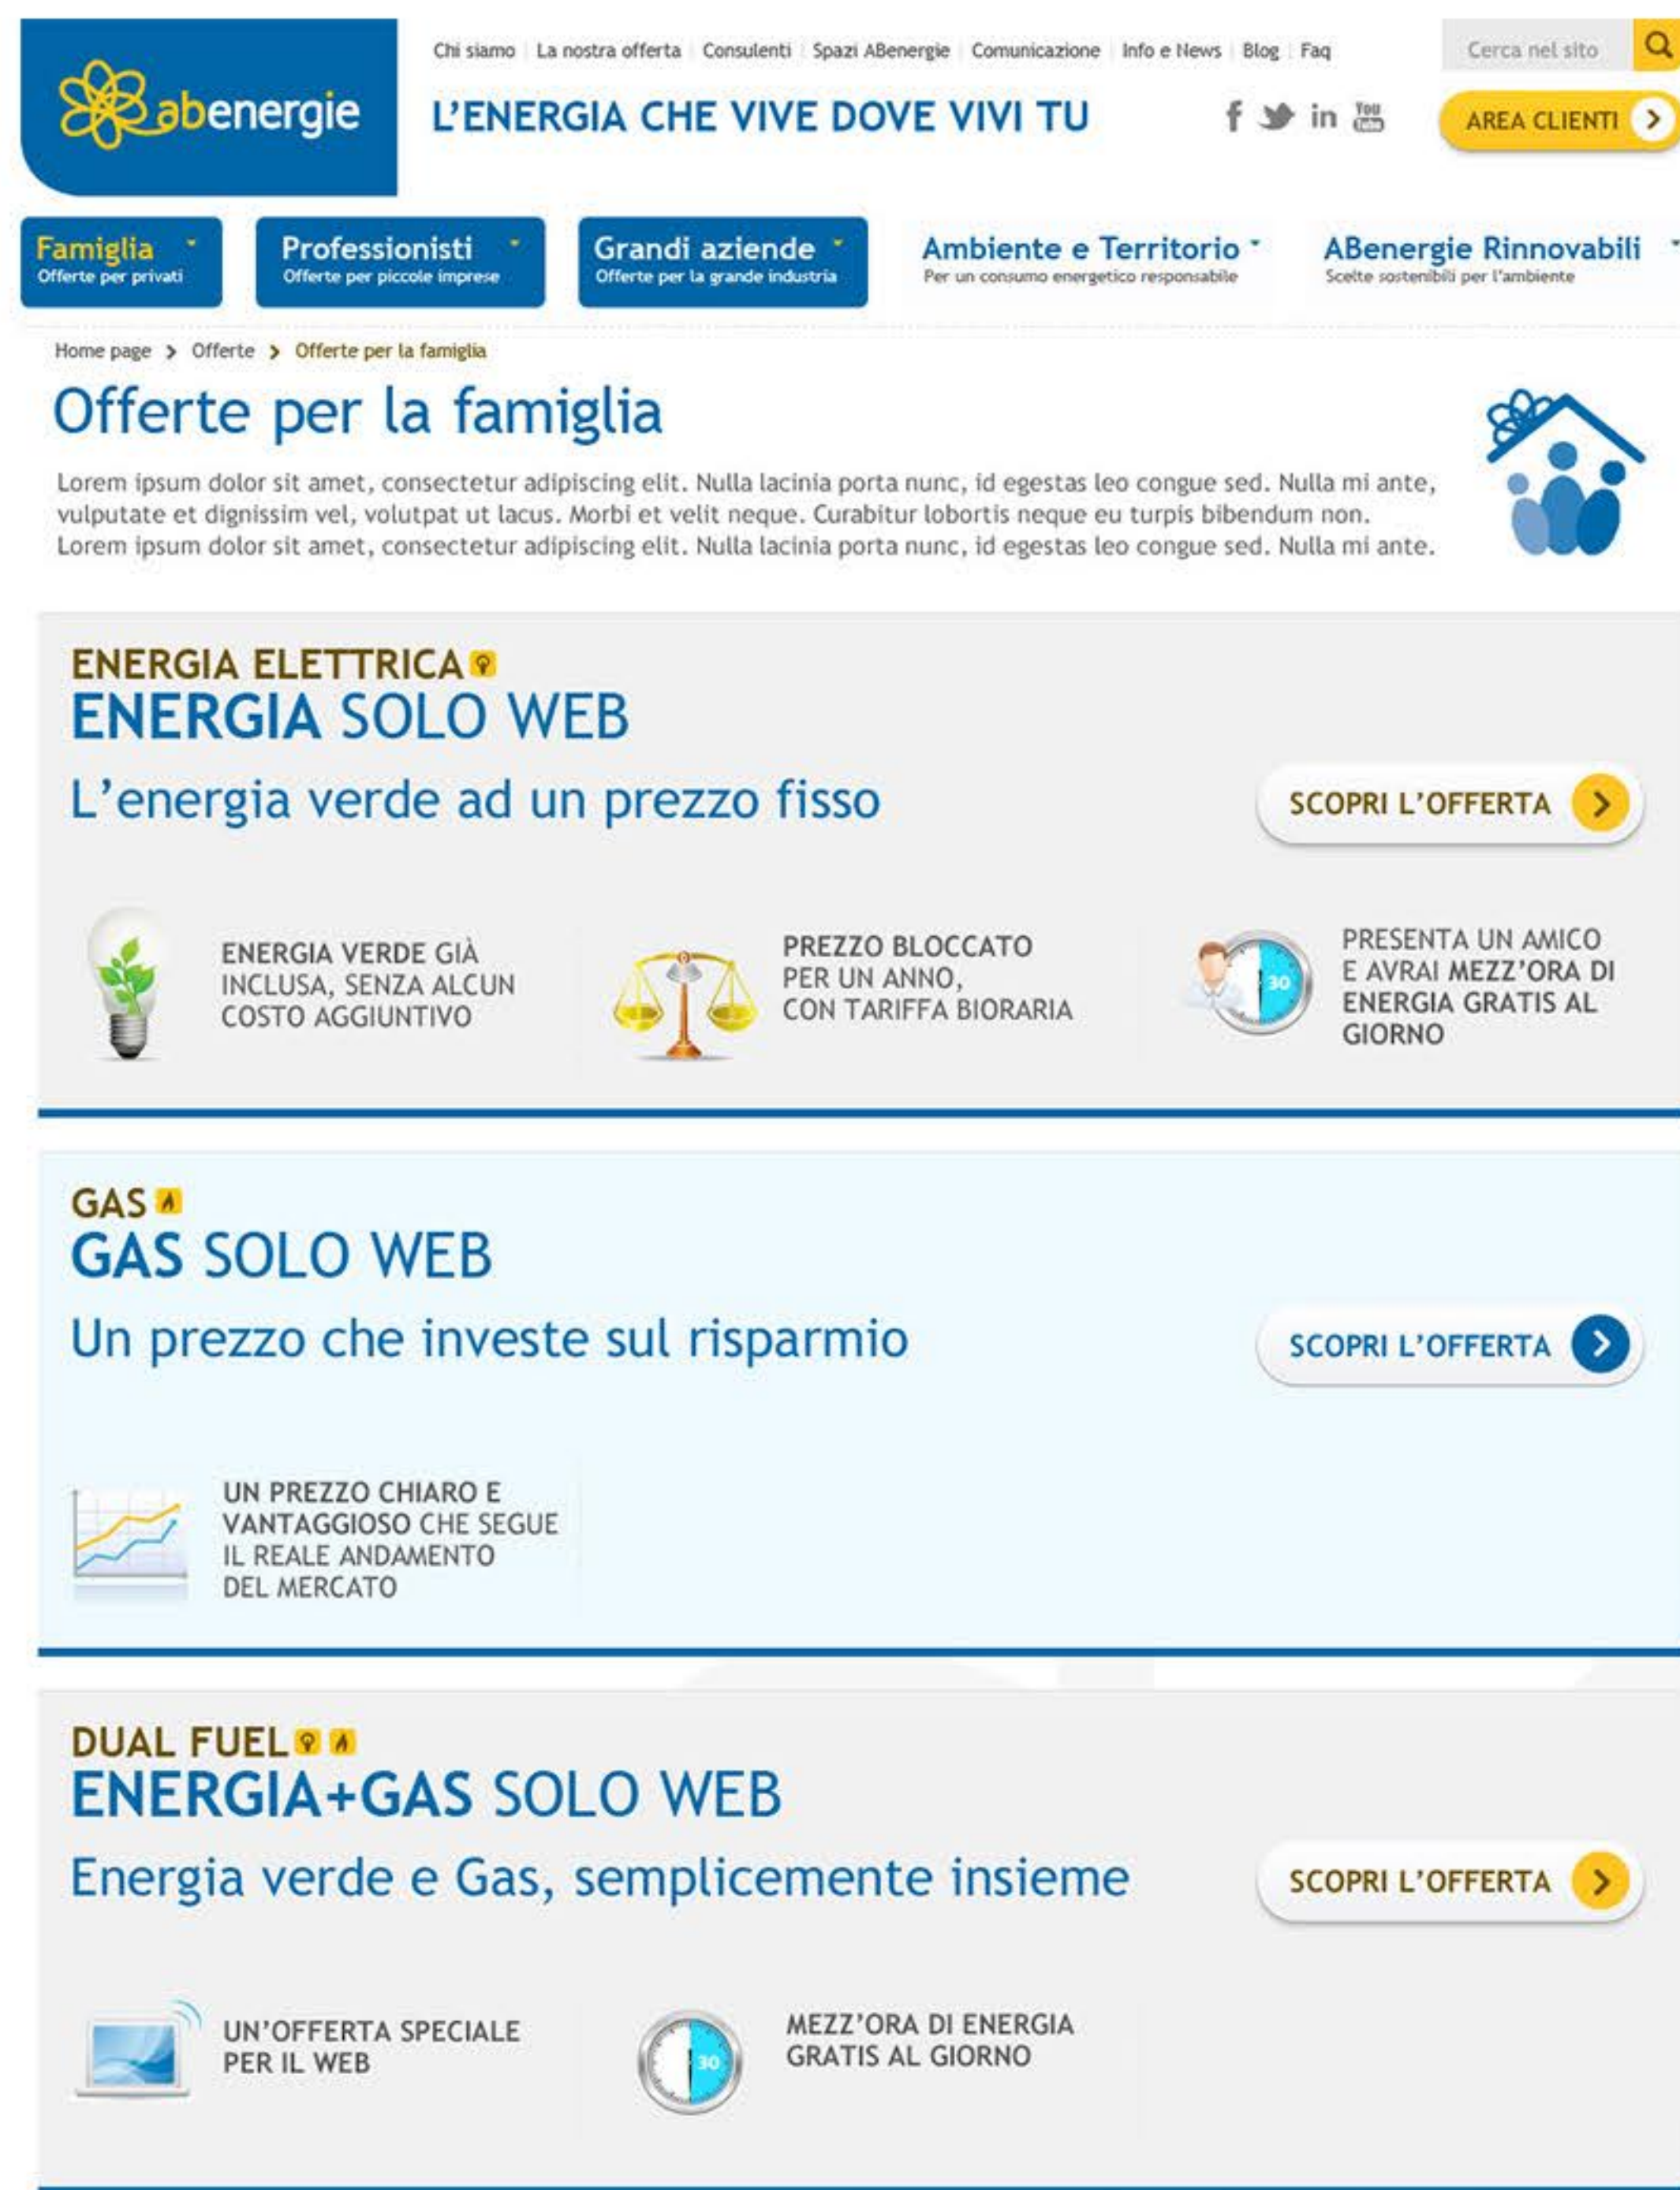 abenergie
Chi siamo | La nostra offerta | Consulenti | Spazi ABenergie | Comunicazione | Info e News | Blog | Faq
Cerca nel sito
L'ENERGIA CHE VIVE DOVE VIVI TU
f in You Tube
AREA CLIENTI
Famiglia
Offerte per privati
Professionisti
Offerte per piccole imprese
Grandi aziende
Offerte per la grande industria
Ambiente e Territorio
Per un consumo energetico responsabile
ABenergie Rinnovabili
Scelte sostenibili per l'ambiente
Home page > Offerte > Offerte per la famiglia
Offerte per la famiglia
Lorem ipsum dolor sit amet, consectetur adipiscing elit. Nulla lacinia porta nunc, id egestas leo congue sed. Nulla mi ante,
vulputate et dignissim vel, volutpat ut lacus. Morbi et velit neque. Curabitur lobortis neque eu turpis bibendum non.
Lorem ipsum dolor sit amet, consectetur adipiscing elit. Nulla lacinia porta nunc, id egestas leo congue sed. Nulla mi ante.
ENERGIA ELETTRICA
ENERGIA SOLO WEB
L'energia verde ad un prezzo fisso
SCOPRI L'OFFERTA
ENERGIA VERDE GIÀ
INCLUSA, SENZA ALCUN
COSTO AGGIUNTIVO
PREZZO BLOCCATO
PER UN ANNO,
CON TARIFFA BIORARIA
30
PRESENTA UN AMICO
E AVRAI MEZZ'ORA DI
ENERGIA GRATIS AL
GIORNO
GAS
GAS SOLO WEB
Un prezzo che investe sul risparmio
SCOPRI L'OFFERTA
UN PREZZO CHIARO E
VANTAGGIOSO CHE SEGUE
IL REALE ANDAMENTO
DEL MERCATO
DUAL FUEL
ENERGIA+GAS SOLO WEB
Energia verde e Gas, semplicemente insieme
SCOPRI L'OFFERTA
UN'OFFERTA SPECIALE
PER IL WEB
30
MEZZ'ORA DI ENERGIA
GRATIS AL GIORNO